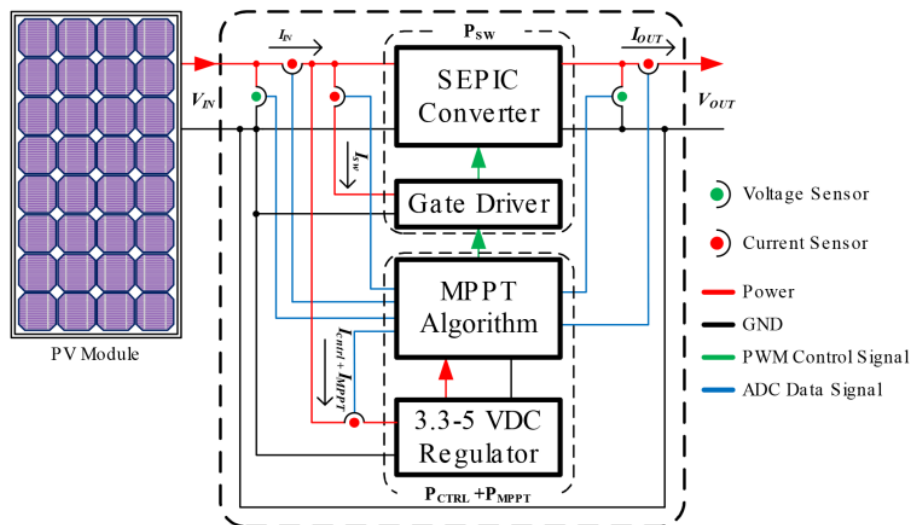 I_IN
P_SW
I_OUT
SEPIC
Converter
V_IN
V_OUT
I_sw
Gate Driver
Voltage Sensor
Current Sensor
MPPT
Algorithm
Power
I_cntrl + I_MPPT
GND
PV Module
PWM Control Signal
ADC Data Signal
3.3-5 VDC
Regulator
P_CTRL +P_MPPT